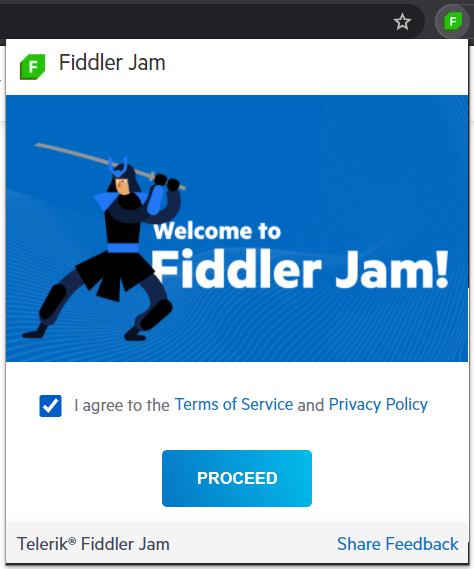 F
F Fiddler Jam
Welcome to
Fiddler Jam!
I agree to the Terms of Service and Privacy Policy
PROCEED
Telerik® Fiddler Jam Share Feedback